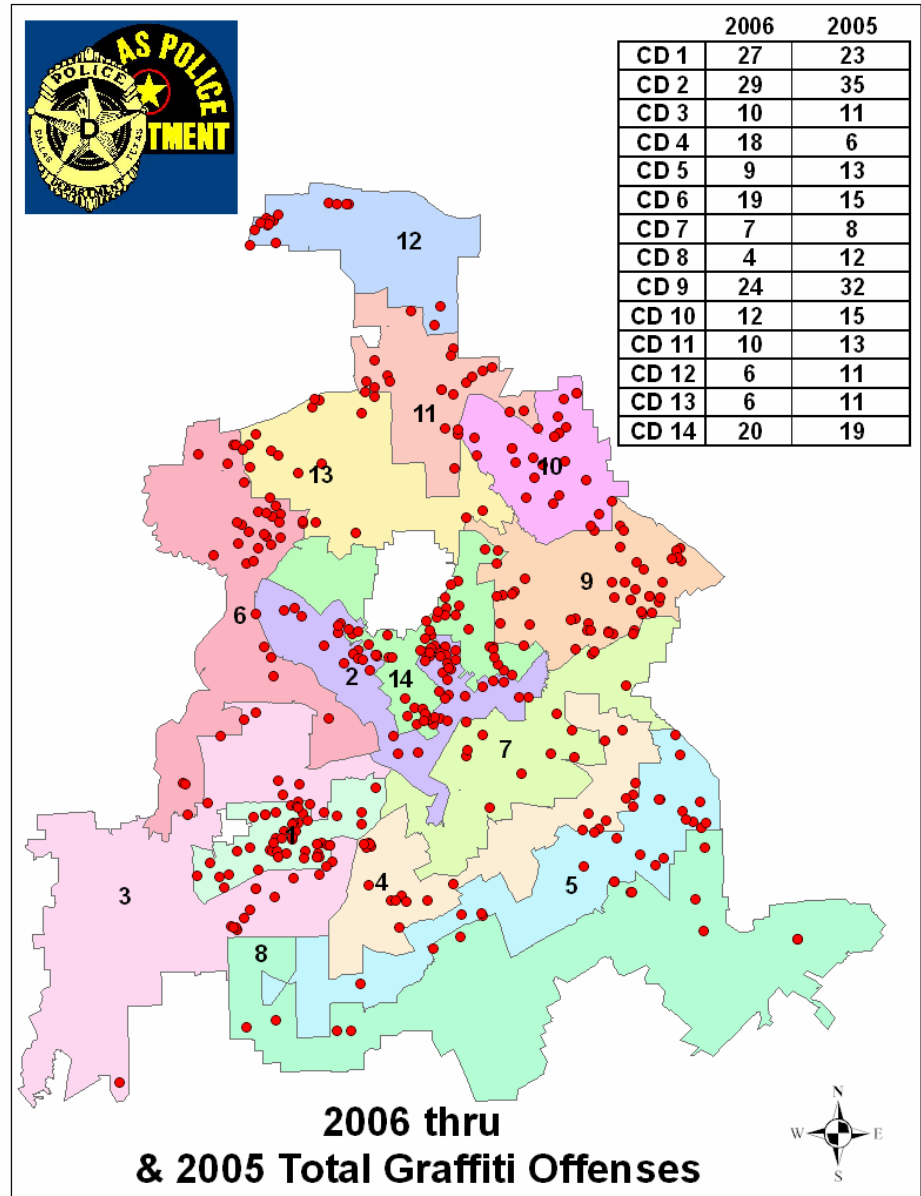 AS POLICE
TMENT
POLICE
D
DALLAS
TEXAS
DEPARTMENT
2006 2005
CD 1 27 23
CD 2 29 35
CD 3 10 11
CD 4 18 6
CD 5 9 13
CD 6 19 15
CD 7 7 8
CD 8 4 12
CD 9 24 32
CD 10 12 15
CD 11 10 13
CD 12 6 11
CD 13 6 11
CD 14 20 19
12
11
10
13
9
6
2
14
7
1
3
4
5
8
2006 thru
& 2005 Total Graffiti Offenses
N
W E
S